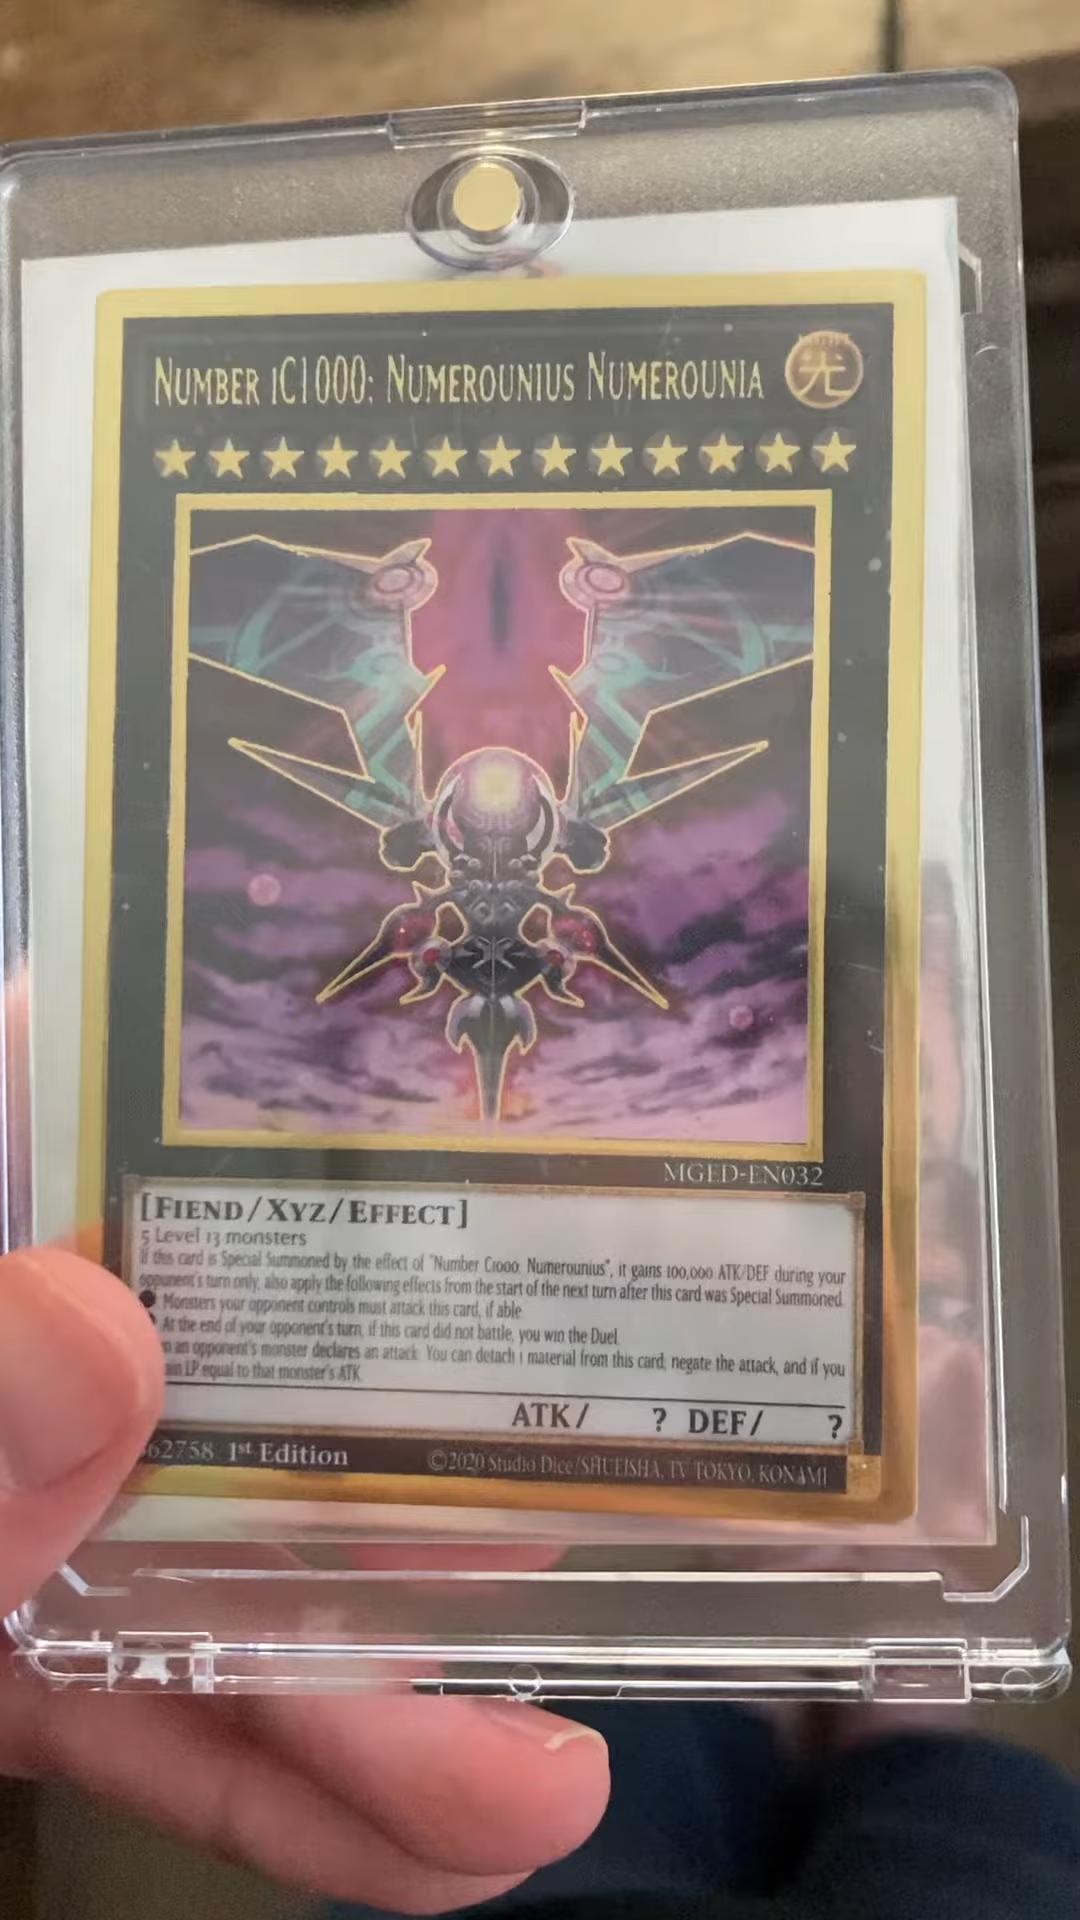 NUMBER iC1000: NUMEROUNIUS NUMEROUNIA
光
MGED-EN032
[FIEND/XYZ/EFFECT]
5 Level 13 monsters
If this card is Special Summoned by the effect of "Number C1000: Numerounius", it gains 100,000 ATK/DEF during your
opponent's turn only, also apply the following effects from the start of the next turn after this card was Special Summoned.
● Monsters your opponent controls must attack this card, if able.
At the end of your opponent's turn, if this card did not battle, you win the Duel.
an opponent's monster declares an attack: You can detach 1 material from this card; negate the attack, and if you
LP equal to that monster's ATK.
ATK/ ? DEF/ ?
62758 1st Edition
©2020 Studio Dice/SHUEISHA, TV TOKYO, KONAMI